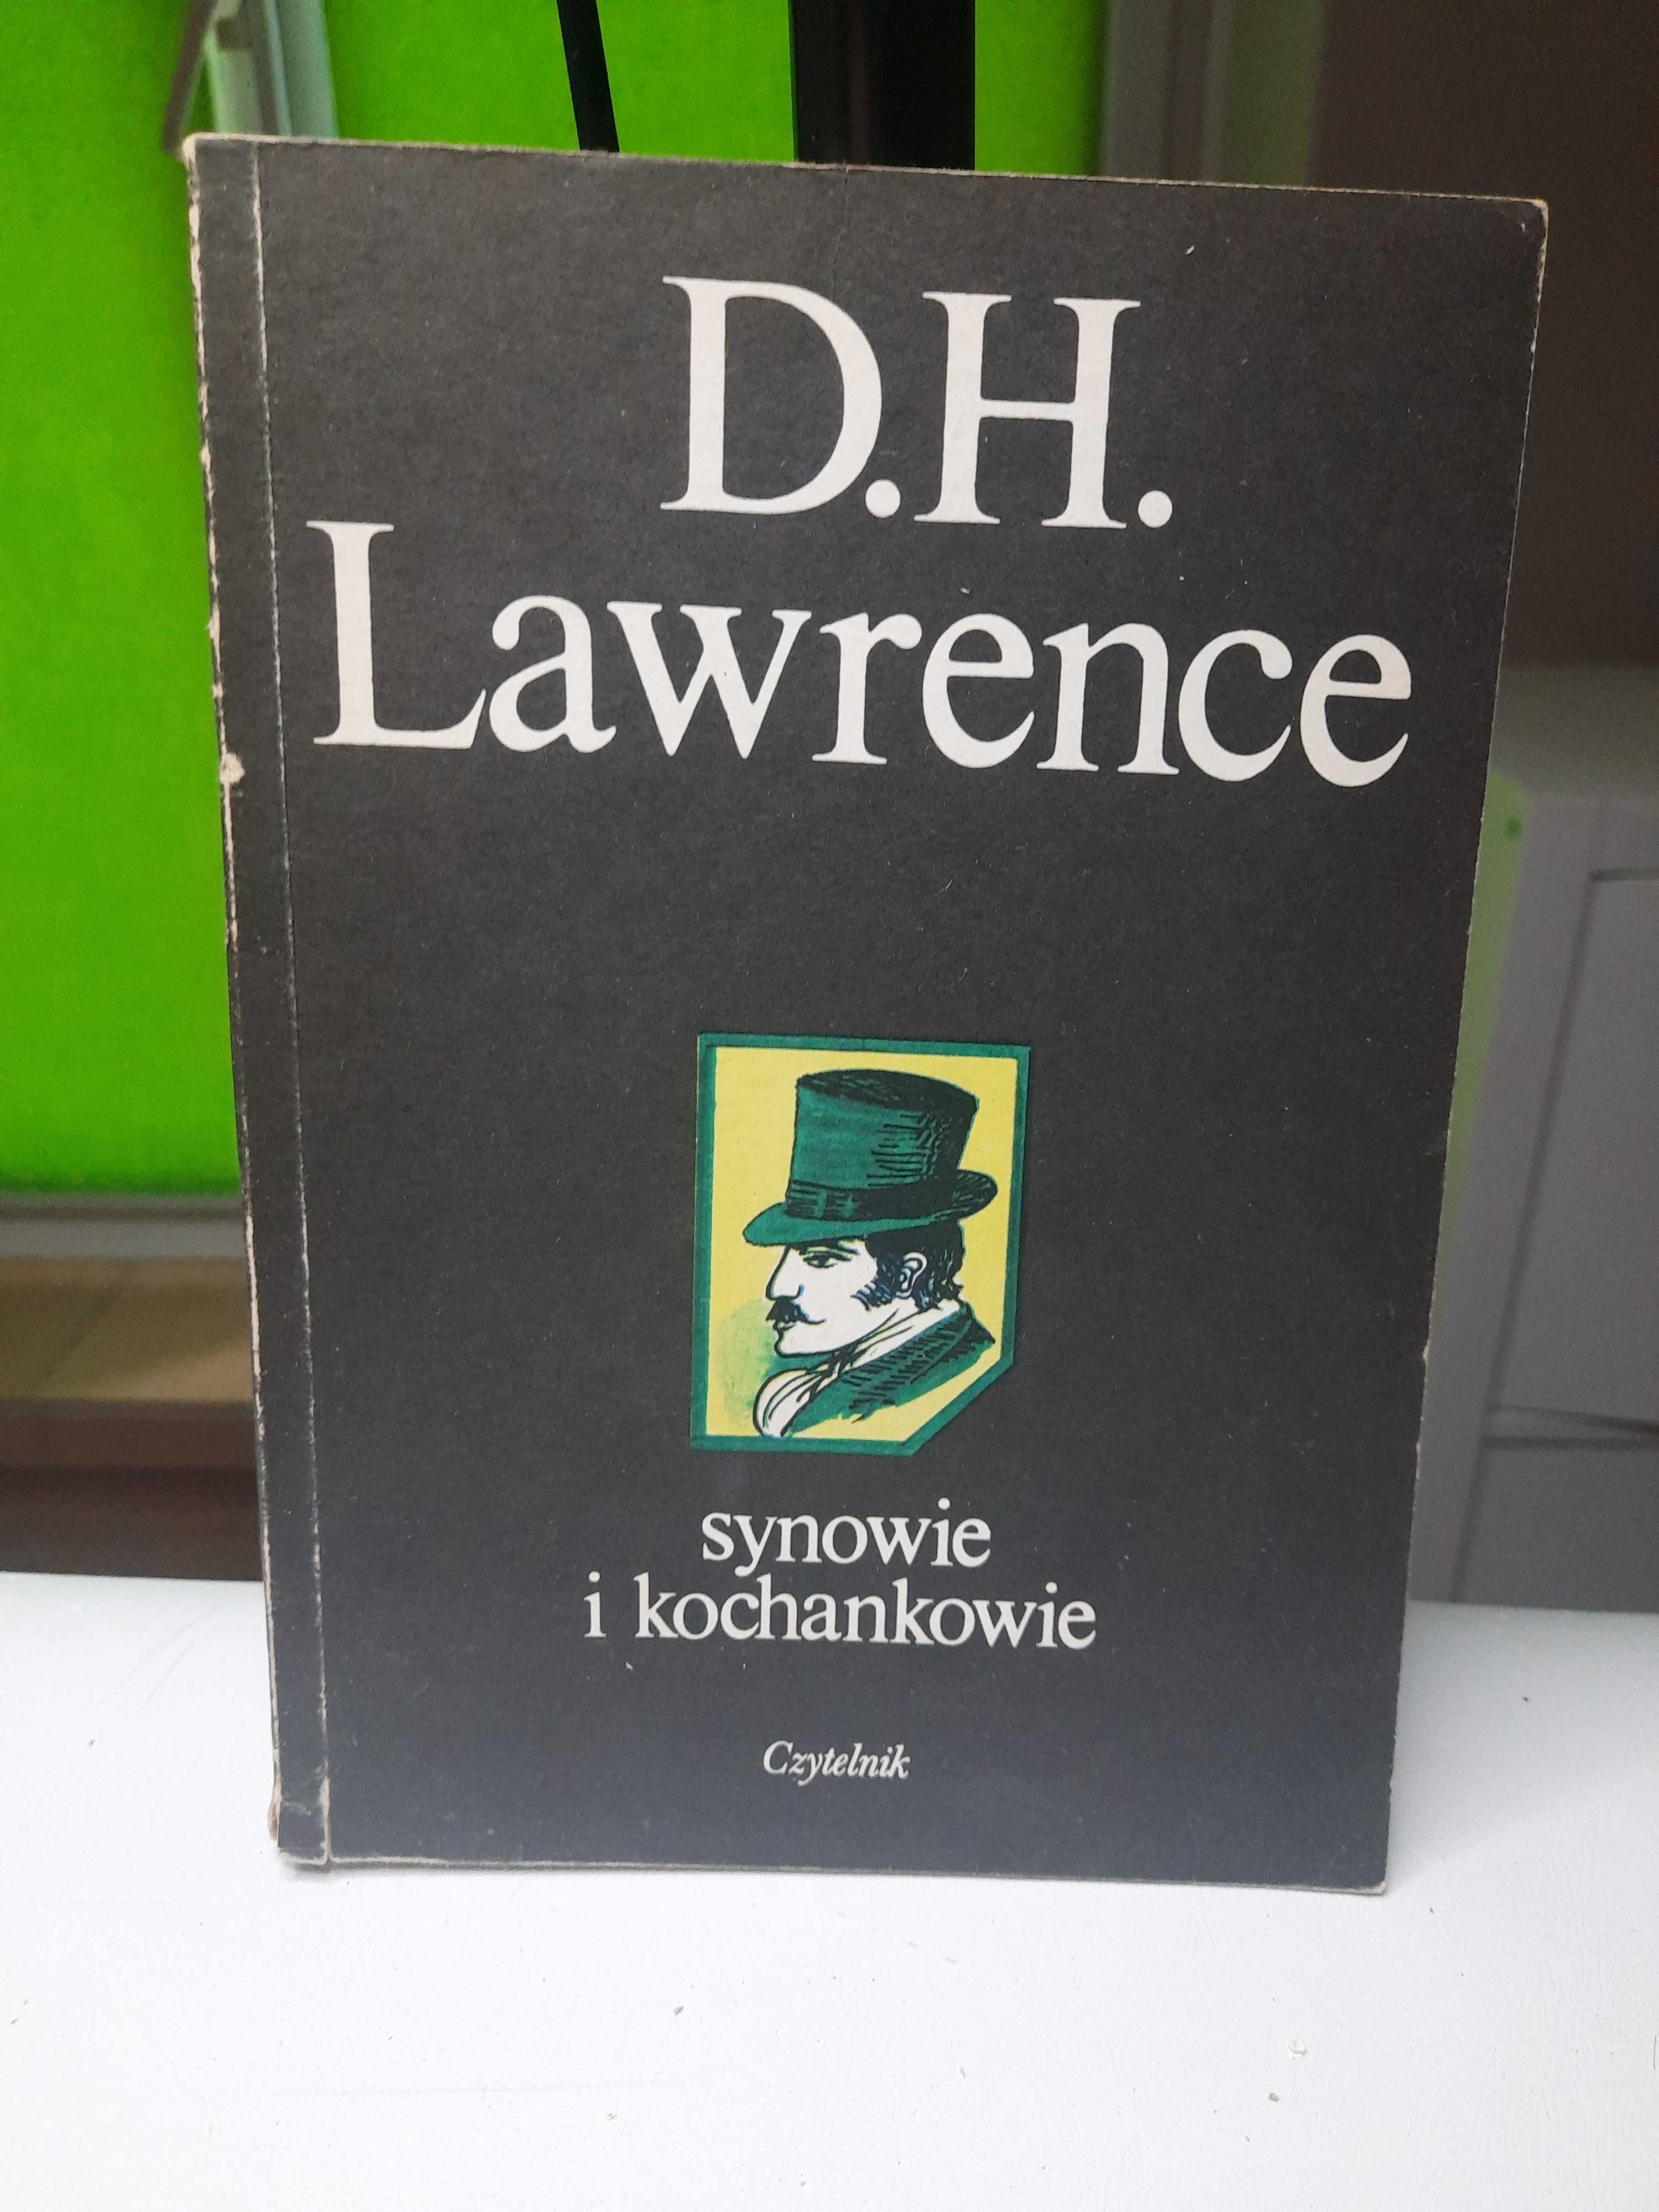 D.H.
Lawrence
synowie
i kochankowie
Czytelnik